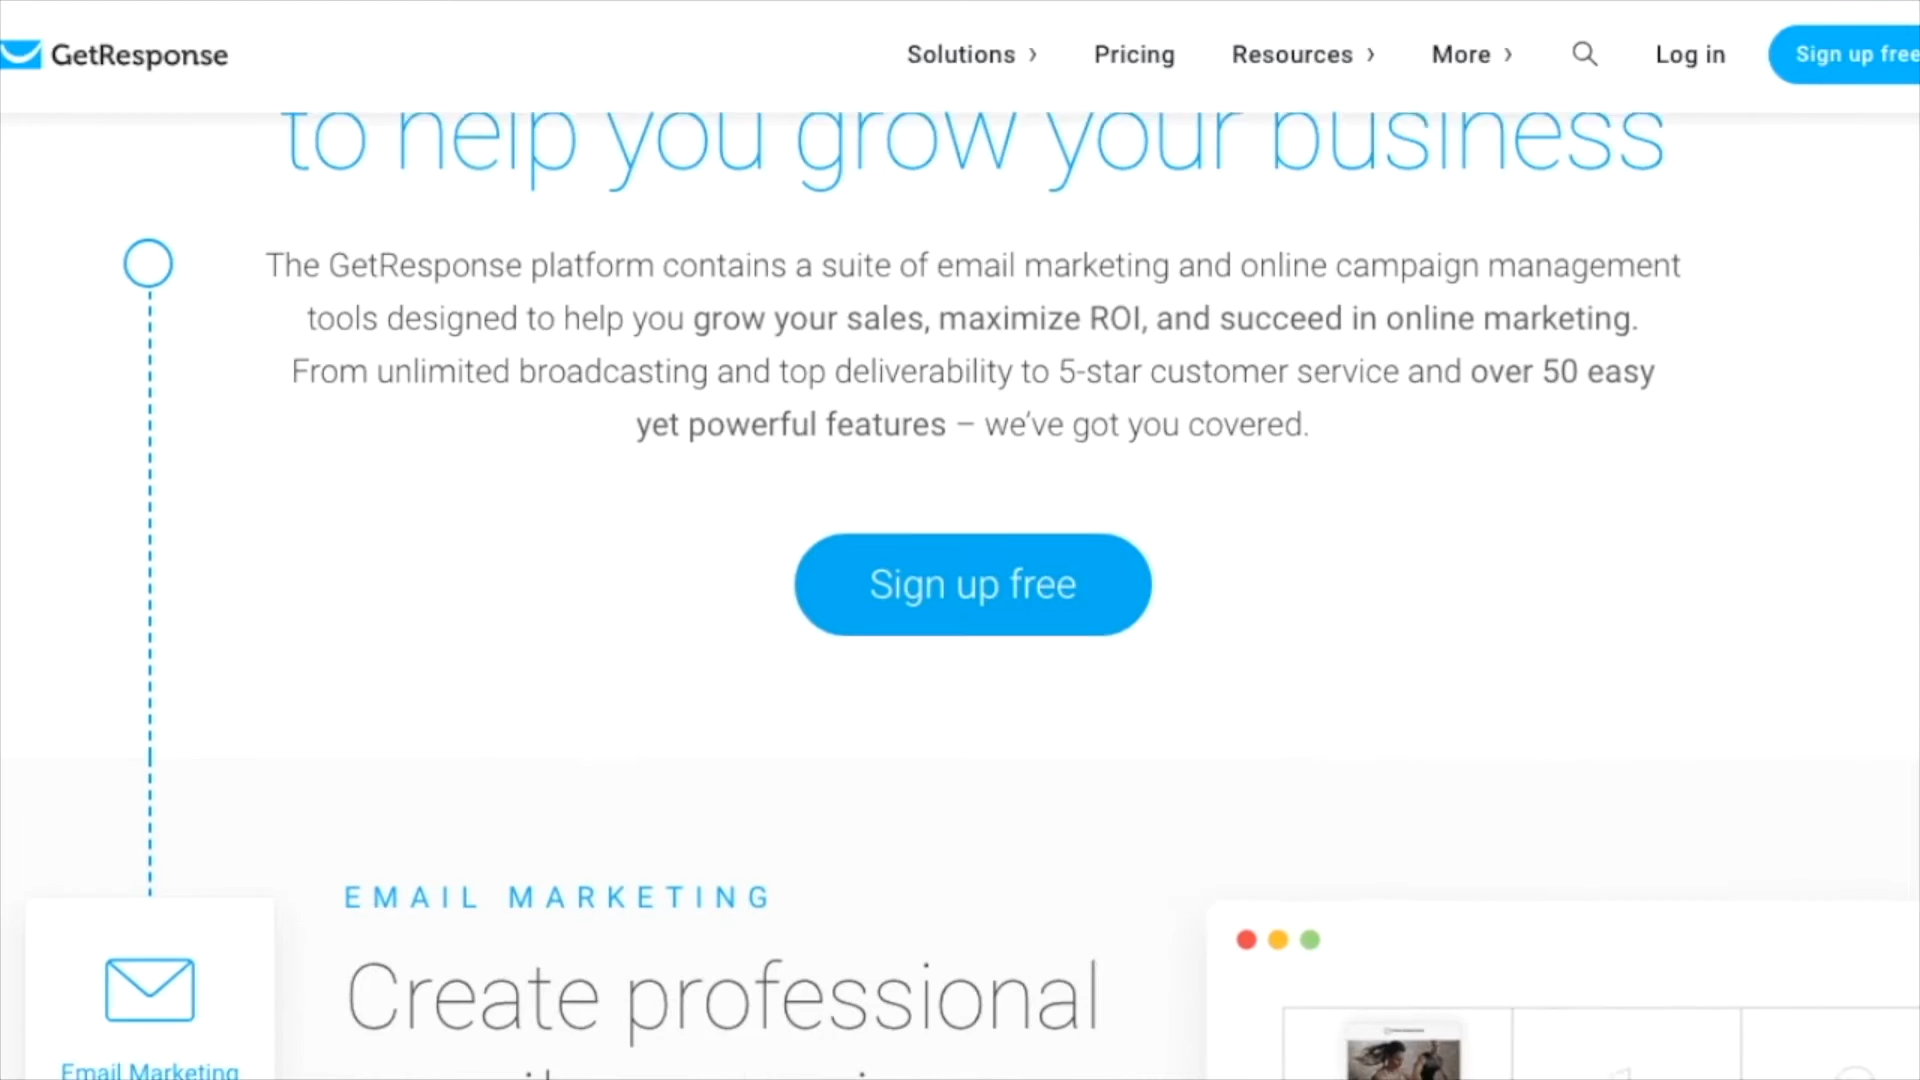 GetResponse
Solutions
Pricing
Resources
More
Log in
Sign up free
to help you grow your business
The GetResponse platform contains a suite of email marketing and online campaign management
tools designed to help you grow your sales, maximize ROI, and succeed in online marketing.
From unlimited broadcasting and top deliverability to 5-star customer service and over 50 easy
yet powerful features – we’ve got you covered.
Sign up free
EMAIL MARKETING
Create professional
Email Marketing